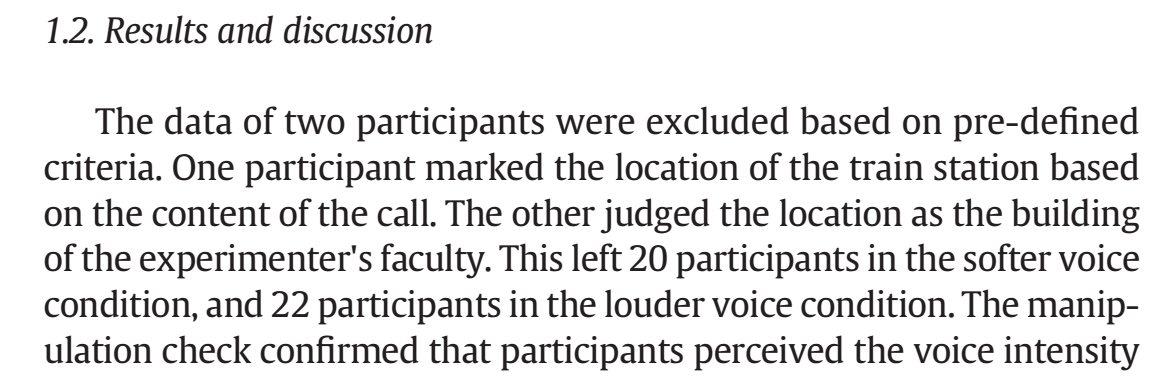 1.2. Results and discussion
The data of two participants were excluded based on pre-defined
criteria. One participant marked the location of the train station based
on the content of the call. The other judged the location as the building
of the experimenter's faculty. This left 20 participants in the softer voice
condition, and 22 participants in the louder voice condition. The manip-
ulation check confirmed that participants perceived the voice intensity